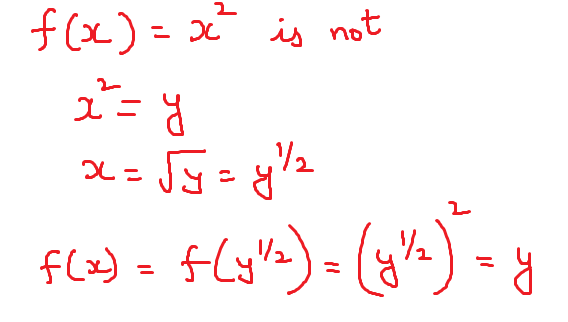 f(x) = x² is not
x² = y
x = √y = y^1/2
f(x) = f(y^1/2) = (y^1/2)² = y